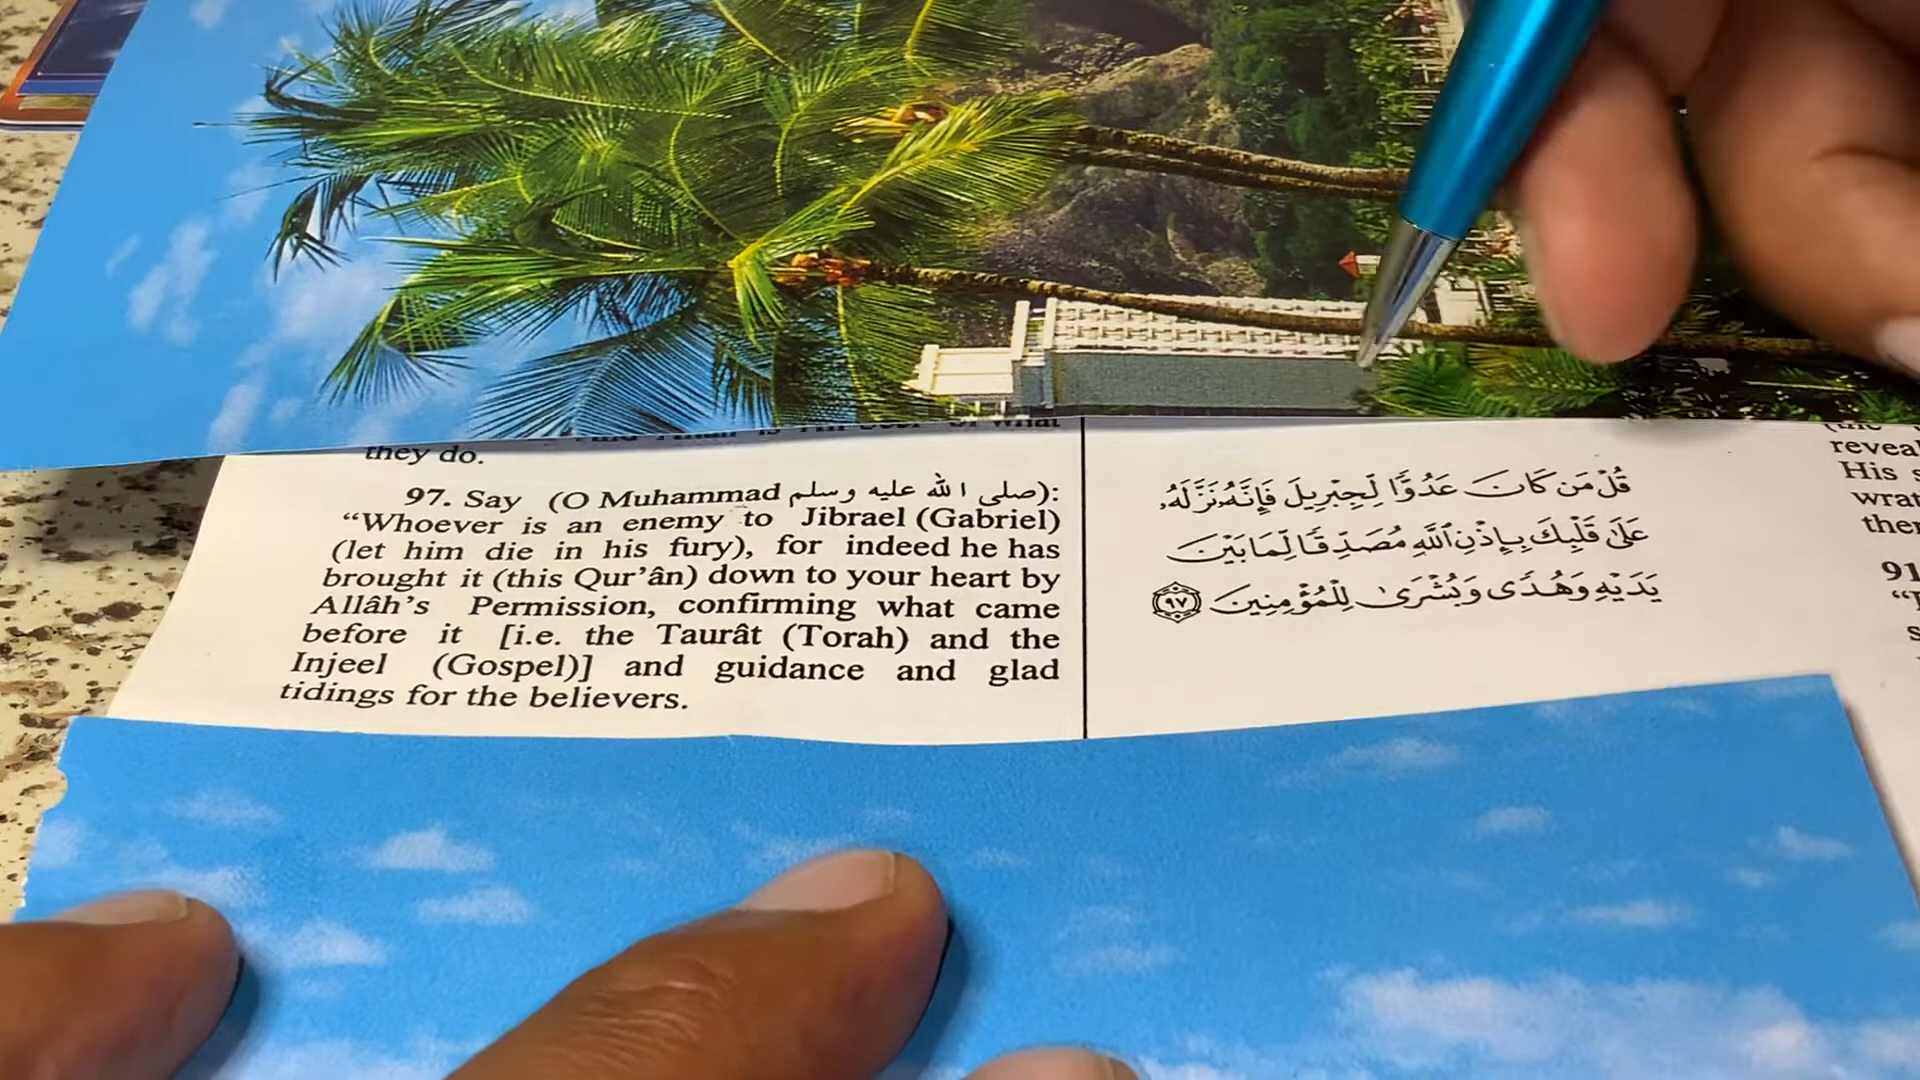 they do.
97. Say (O Muhammad صلى الله عليه وسلم):
“Whoever is an enemy to Jibrael (Gabriel)
(let him die in his fury), for indeed he has
brought it (this Qur’ân) down to your heart by
Allâh’s Permission, confirming what came
before it [i.e. the Taurât (Torah) and the
Injeel (Gospel)] and guidance and glad
tidings for the believers.
قُلْ مَن كَانَ عَدُوًّا لِّجِبْرِيلَ فَإِنَّهُۥ نَزَّلَهُۥ
عَلَىٰ قَلْبِكَ بِإِذْنِ ٱللَّهِ مُصَدِّقًا لِّمَا بَيْنَ
يَدَيْهِ وَهُدًى وَبُشْرَىٰ لِلْمُؤْمِنِينَ ٩٧
His
91